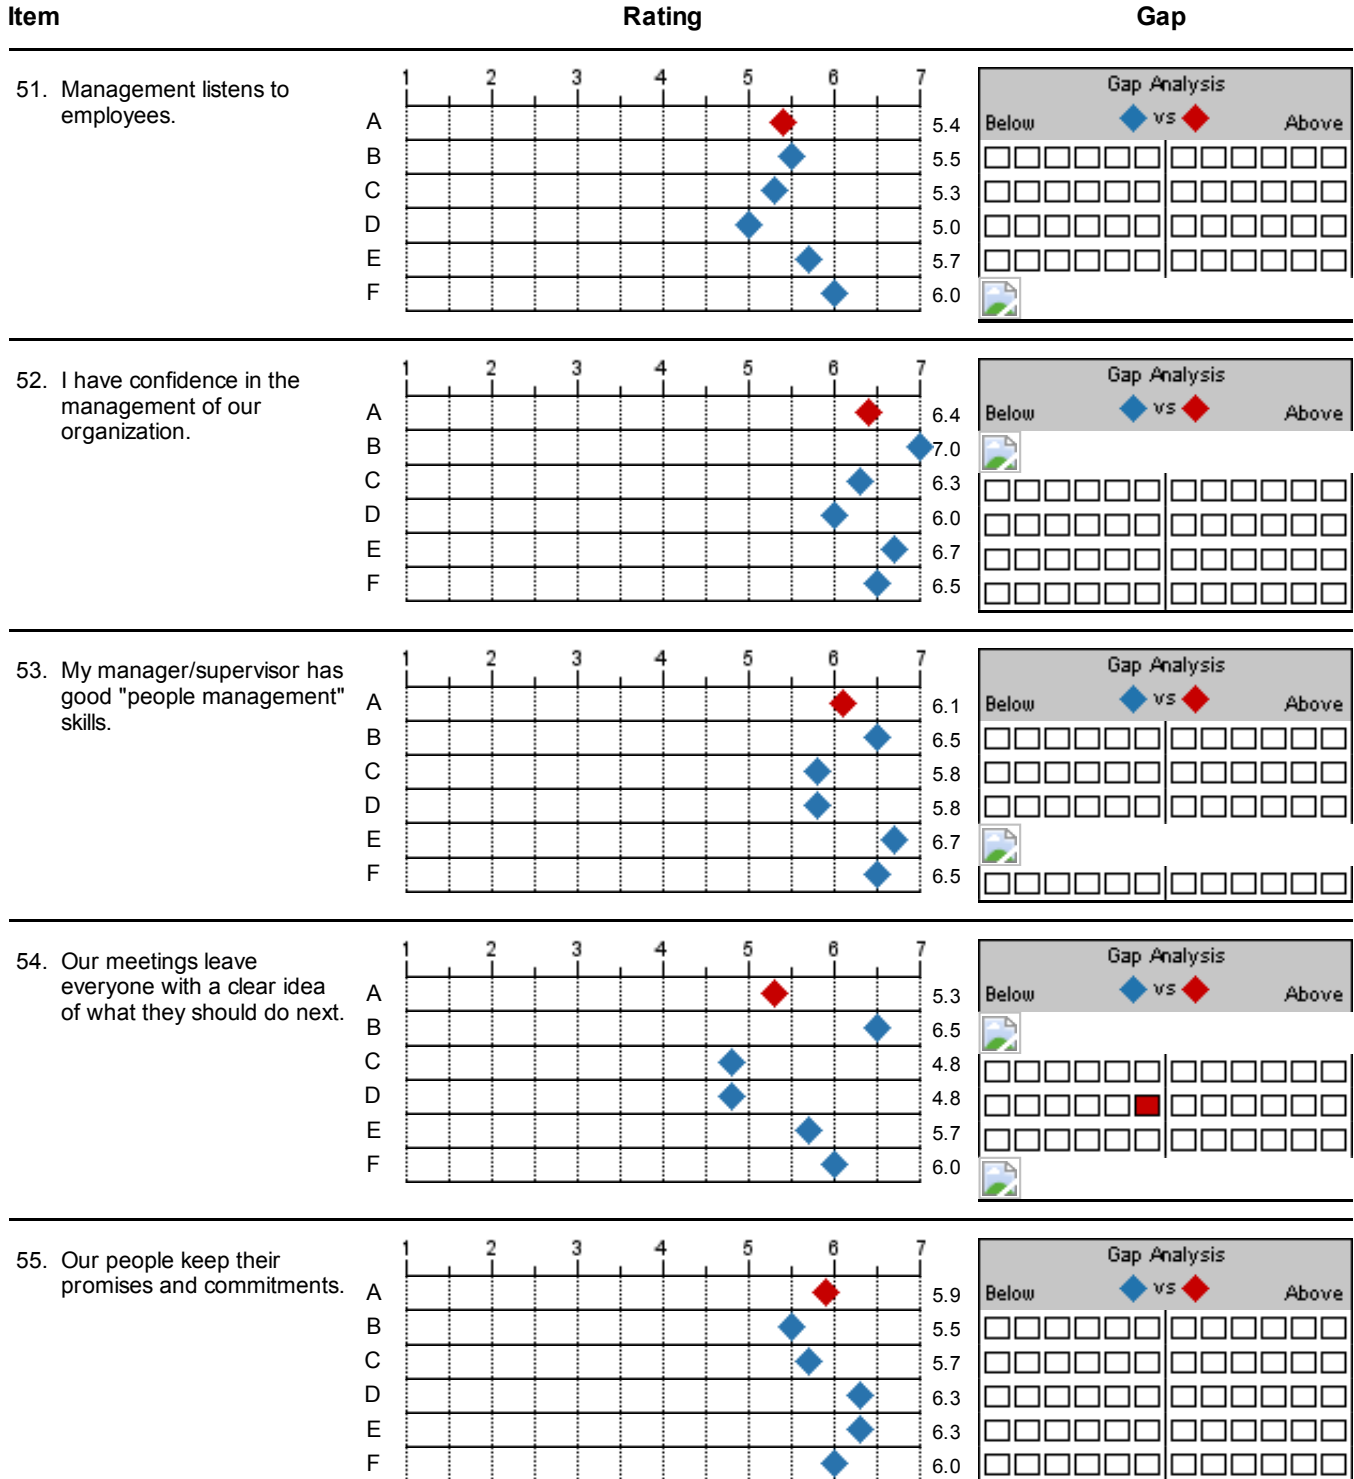 Item Rating Gap
51. Management listens to
employees.
1 2 3 4 5 6 7
A 5.4
B 5.5
C 5.3
D 5.0
E 5.7
F 6.0
Gap Analysis
Below vs Above
52. I have confidence in the
management of our
organization.
1 2 3 4 5 6 7
A 6.4
B 7.0
C 6.3
D 6.0
E 6.7
F 6.5
Gap Analysis
Below vs Above
53. My manager/supervisor has
good "people management"
skills.
1 2 3 4 5 6 7
A 6.1
B 6.5
C 5.8
D 5.8
E 6.7
F 6.5
Gap Analysis
Below vs Above
54. Our meetings leave
everyone with a clear idea
of what they should do next.
1 2 3 4 5 6 7
A 5.3
B 6.5
C 4.8
D 4.8
E 5.7
F 6.0
Gap Analysis
Below vs Above
55. Our people keep their
promises and commitments.
1 2 3 4 5 6 7
A 5.9
B 5.5
C 5.7
D 6.3
E 6.3
F 6.0
Gap Analysis
Below vs Above